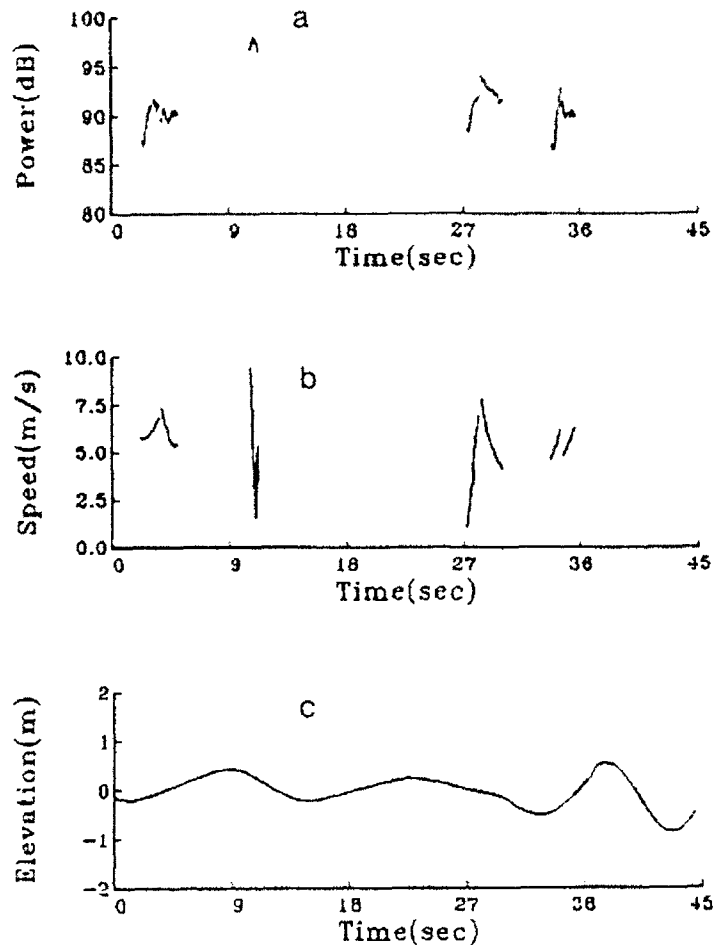 a
100
95
90
85
80
Power(dB)
0 9 18 27 36 45
Time(sec)
b
10.0
7.5
5.0
2.5
0.0
Speed(m/s)
0 9 18 27 36 45
Time(sec)
c
2
1
0
-1
-2
Elevation(m)
0 9 18 27 36 45
Time(sec)